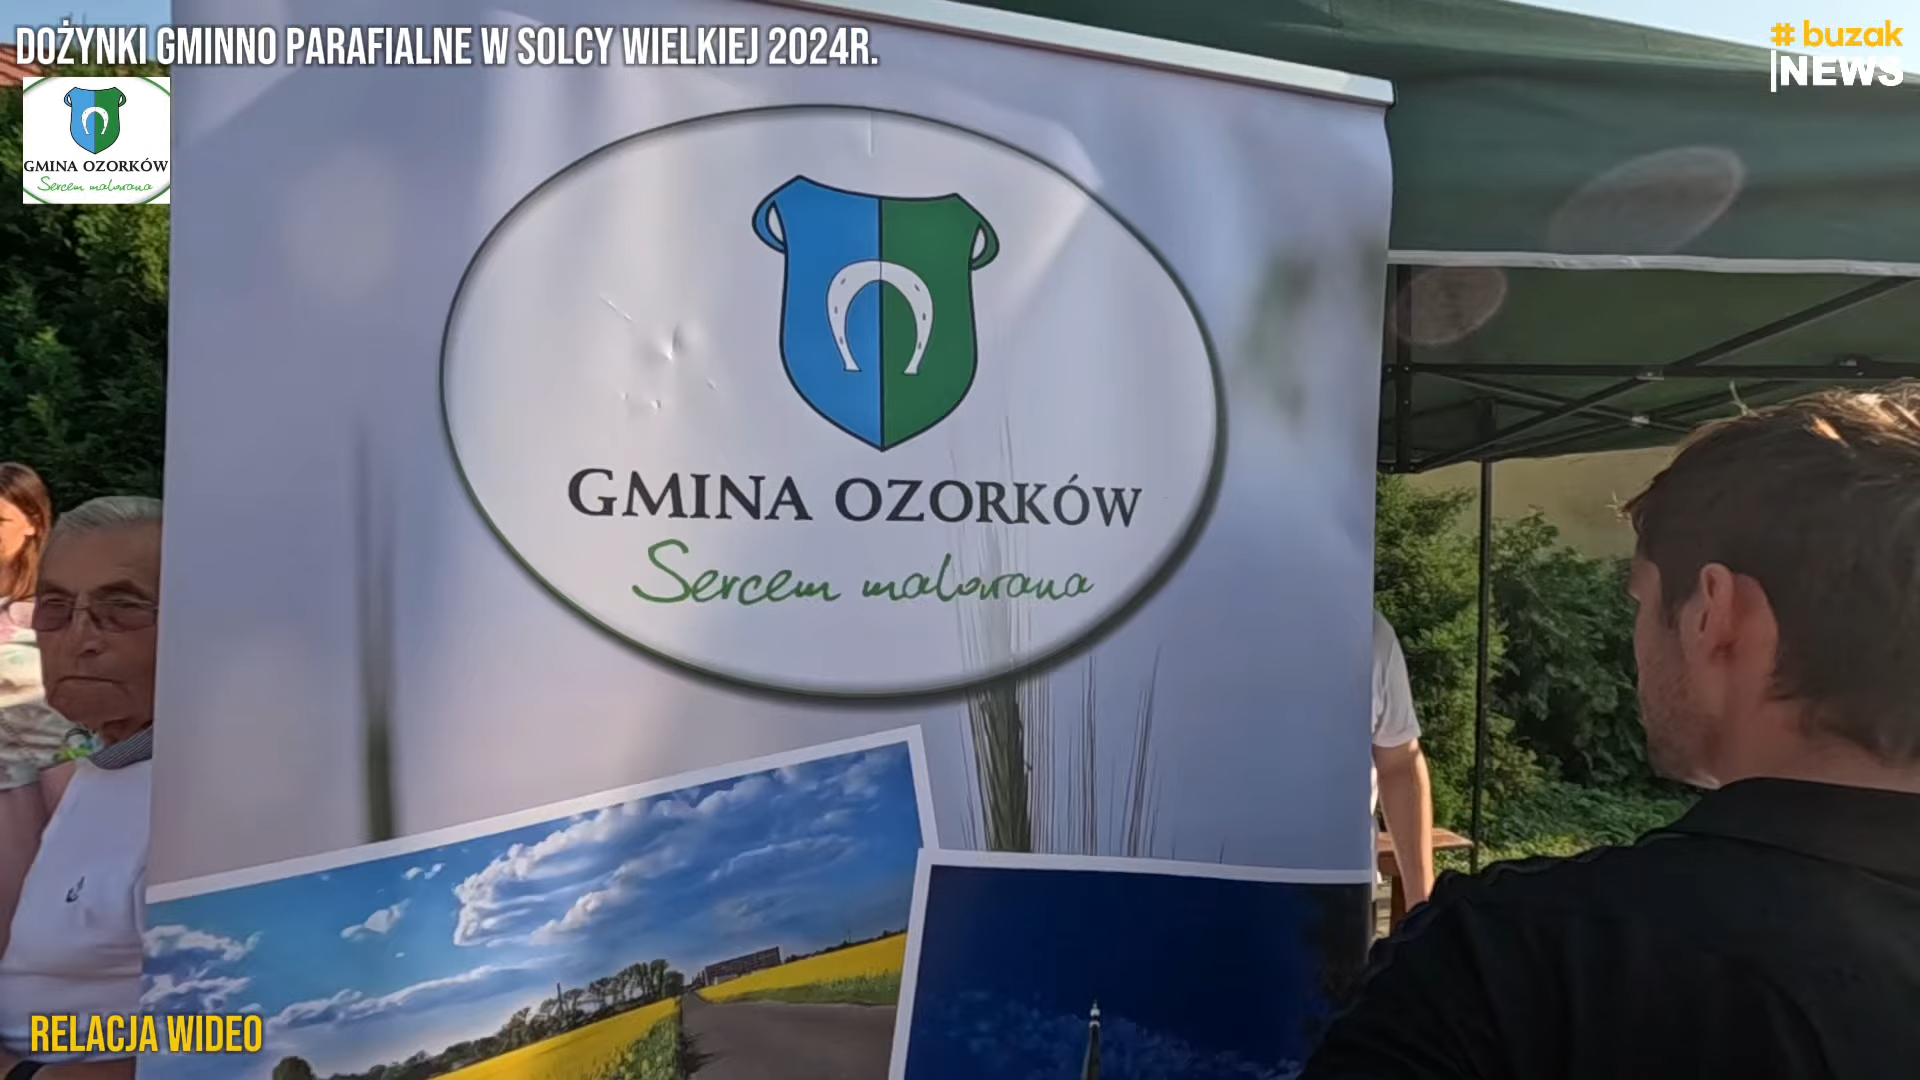 DOŻYNKI GMINNO PARAFIALNE W SOLCY WIELKIEJ 2024R.
# buzak
NEWS
GMINA OZORKÓW
Sercem malowana
GMINA OZORKÓW
Sercem malowana
RELACJA WIDEO